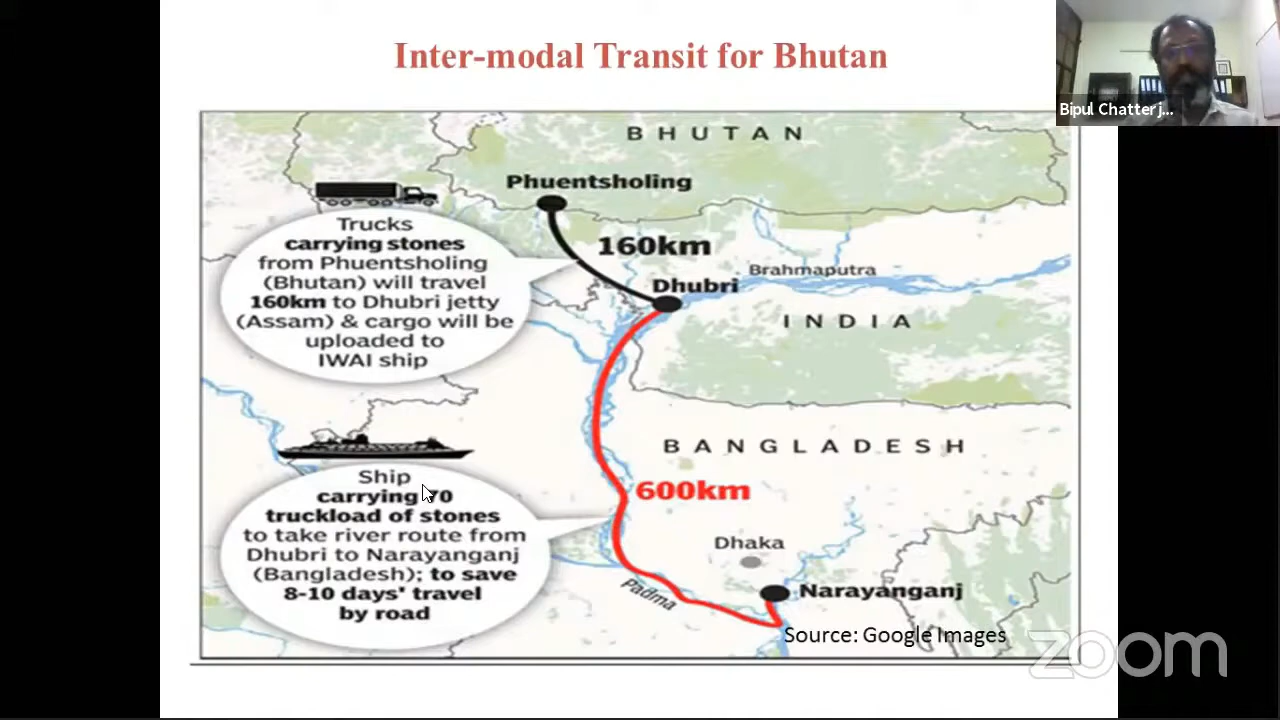 Inter-modal Transit for Bhutan
Bipul Chatterj...
BHUTAN
Phuentsholing
Trucks
carrying stones
from Phuentsholing
(Bhutan) will travel
160km to Dhubri jetty
(Assam) & cargo will be
uploaded to
IWAI ship
160km
Brahmaputra
Dhubri
INDIA
BANGLADESH
Ship
carrying 70
truckload of stones
to take river route from
Dhubri to Narayanganj
(Bangladesh); to save
8-10 days' travel
by road
600km
Dhaka
Padma
Narayanganj
Source: Google Images
zoom